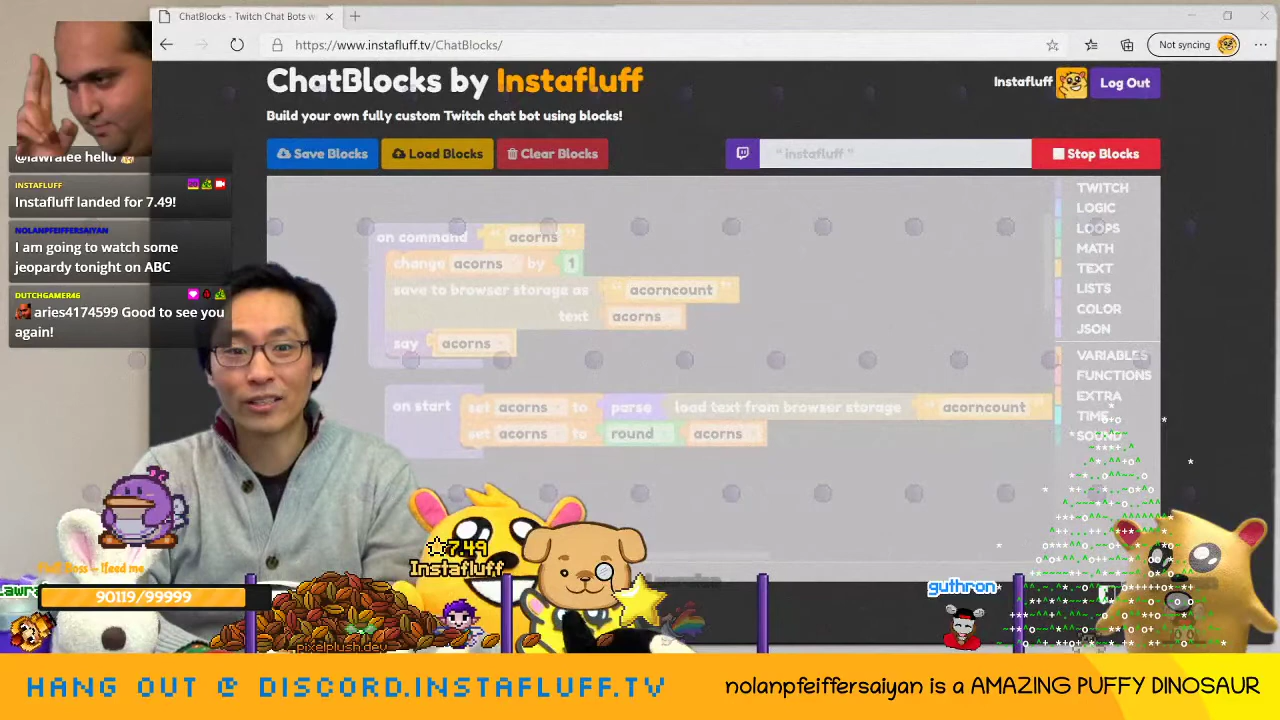 ChatBlocks - Twitch Chat Bots w
https://www.instafluff.tv/ChatBlocks/
Not syncing
ChatBlocks by Instafluff
Instafluff
Log Out
Build your own fully custom Twitch chat bot using blocks!
Save Blocks
Load Blocks
Clear Blocks
“ instafluff ”
Stop Blocks
@lawralee hello
INSTAFLUFF
Instafluff landed for 7.49!
NOLANPFEIFFERSAIYAN
I am going to watch some
jeopardy tonight on ABC
DUTCHGAMER46
aries4174599 Good to see you
again!
on command “ acorns ”
change acorns by 1
save to browser storage as “ acorncount ”
text acorns
say acorns
on start set acorns to parse load text from browser storage “ acorncount ”
set acorns to round acorns
TWITCH
LOGIC
LOOPS
MATH
TEXT
LISTS
COLOR
JSON
VARIABLES
FUNCTIONS
EXTRA
TIME
SOUND
7.49
Instafluff
guthron
!feed me
90119/99999
pixelplush.dev
HANG OUT @ DISCORD.INSTAFLUFF.TV
nolanpfeiffersaiyan is a AMAZING PUFFY DINOSAUR